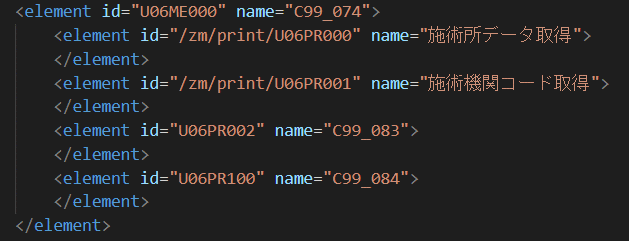 <element id="U06ME000" name="C99_074">
<element id="/zm/print/U06PR000" name="施術所データ取得">
</element>
<element id="/zm/print/U06PR001" name="施術機関コード取得">
</element>
<element id="U06PR002" name="C99_083">
</element>
<element id="U06PR100" name="C99_084">
</element>
</element>